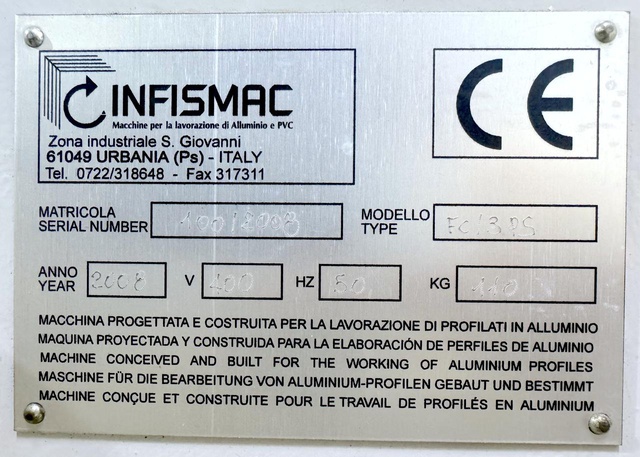 INFISMAC
Macchine per la lavorazione di Alluminio e PVC
Zona industriale S. Giovanni
61049 URBANIA (Ps) - ITALY
Tel. 0722/318648 - Fax 317311
CE
MATRICOLA
SERIAL NUMBER 100/2008
MODELLO
TYPE
ANNO
YEAR 2008 V 400 HZ 50 KG 110
MACCHINA PROGETTATA E COSTRUITA PER LA LAVORAZIONE DI PROFILATI IN ALLUMINIO
MAQUINA PROYECTADA Y CONSTRUIDA PARA LA ELABORACIÓN DE PERFILES DE ALUMINIO
MACHINE CONCEIVED AND BUILT FOR THE WORKING OF ALUMINIUM PROFILES
MASCHINE FÜR DIE BEARBEITUNG VON ALUMINIUM-PROFILEN GEBAUT UND BESTIMMT
MACHINE CONÇUE ET CONSTRUITE POUR LE TRAVAIL DE PROFILÉS EN ALUMINIUM